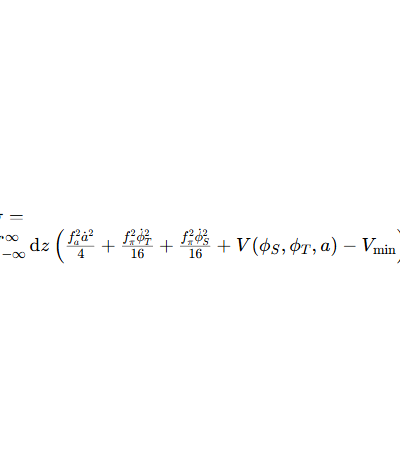 =
∞
−∞ dz ( f_a^2 ȧ^2 / 4 + f_π^2 ϕ̇_T^2 / 16 + f_π^2 ϕ̇_S^2 / 16 + V(ϕ_S, ϕ_T, a) − V_min )